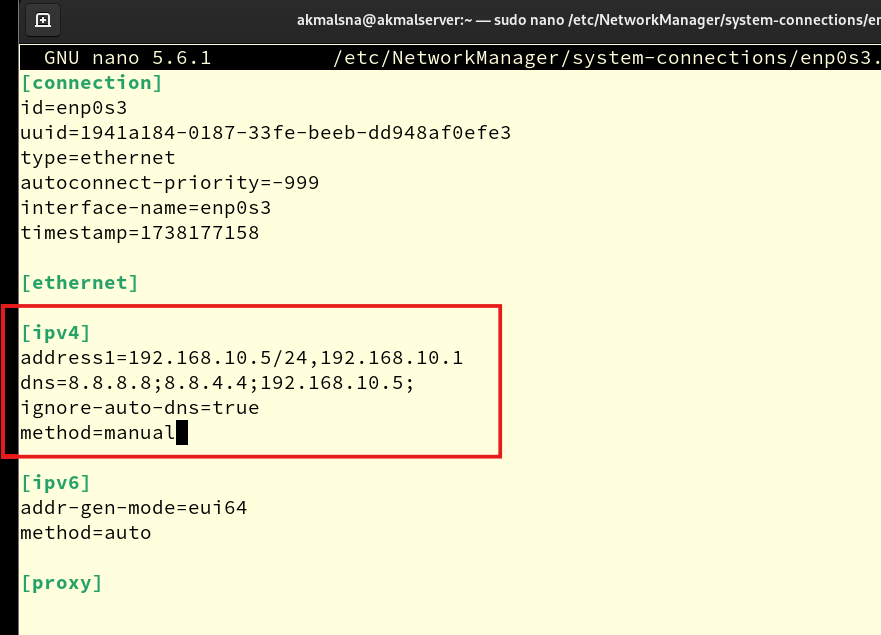 akmalsna@akmalserver:~ — sudo nano /etc/NetworkManager/system-connections/en
GNU nano 5.6.1 /etc/NetworkManager/system-connections/enp0s3.
[connection]
id=enp0s3
uuid=1941a184-0187-33fe-beeb-dd948af0efe3
type=ethernet
autoconnect-priority=-999
interface-name=enp0s3
timestamp=1738177158
[ethernet]
[ipv4]
address1=192.168.10.5/24,192.168.10.1
dns=8.8.8.8;8.8.4.4;192.168.10.5;
ignore-auto-dns=true
method=manual
[ipv6]
addr-gen-mode=eui64
method=auto
[proxy]